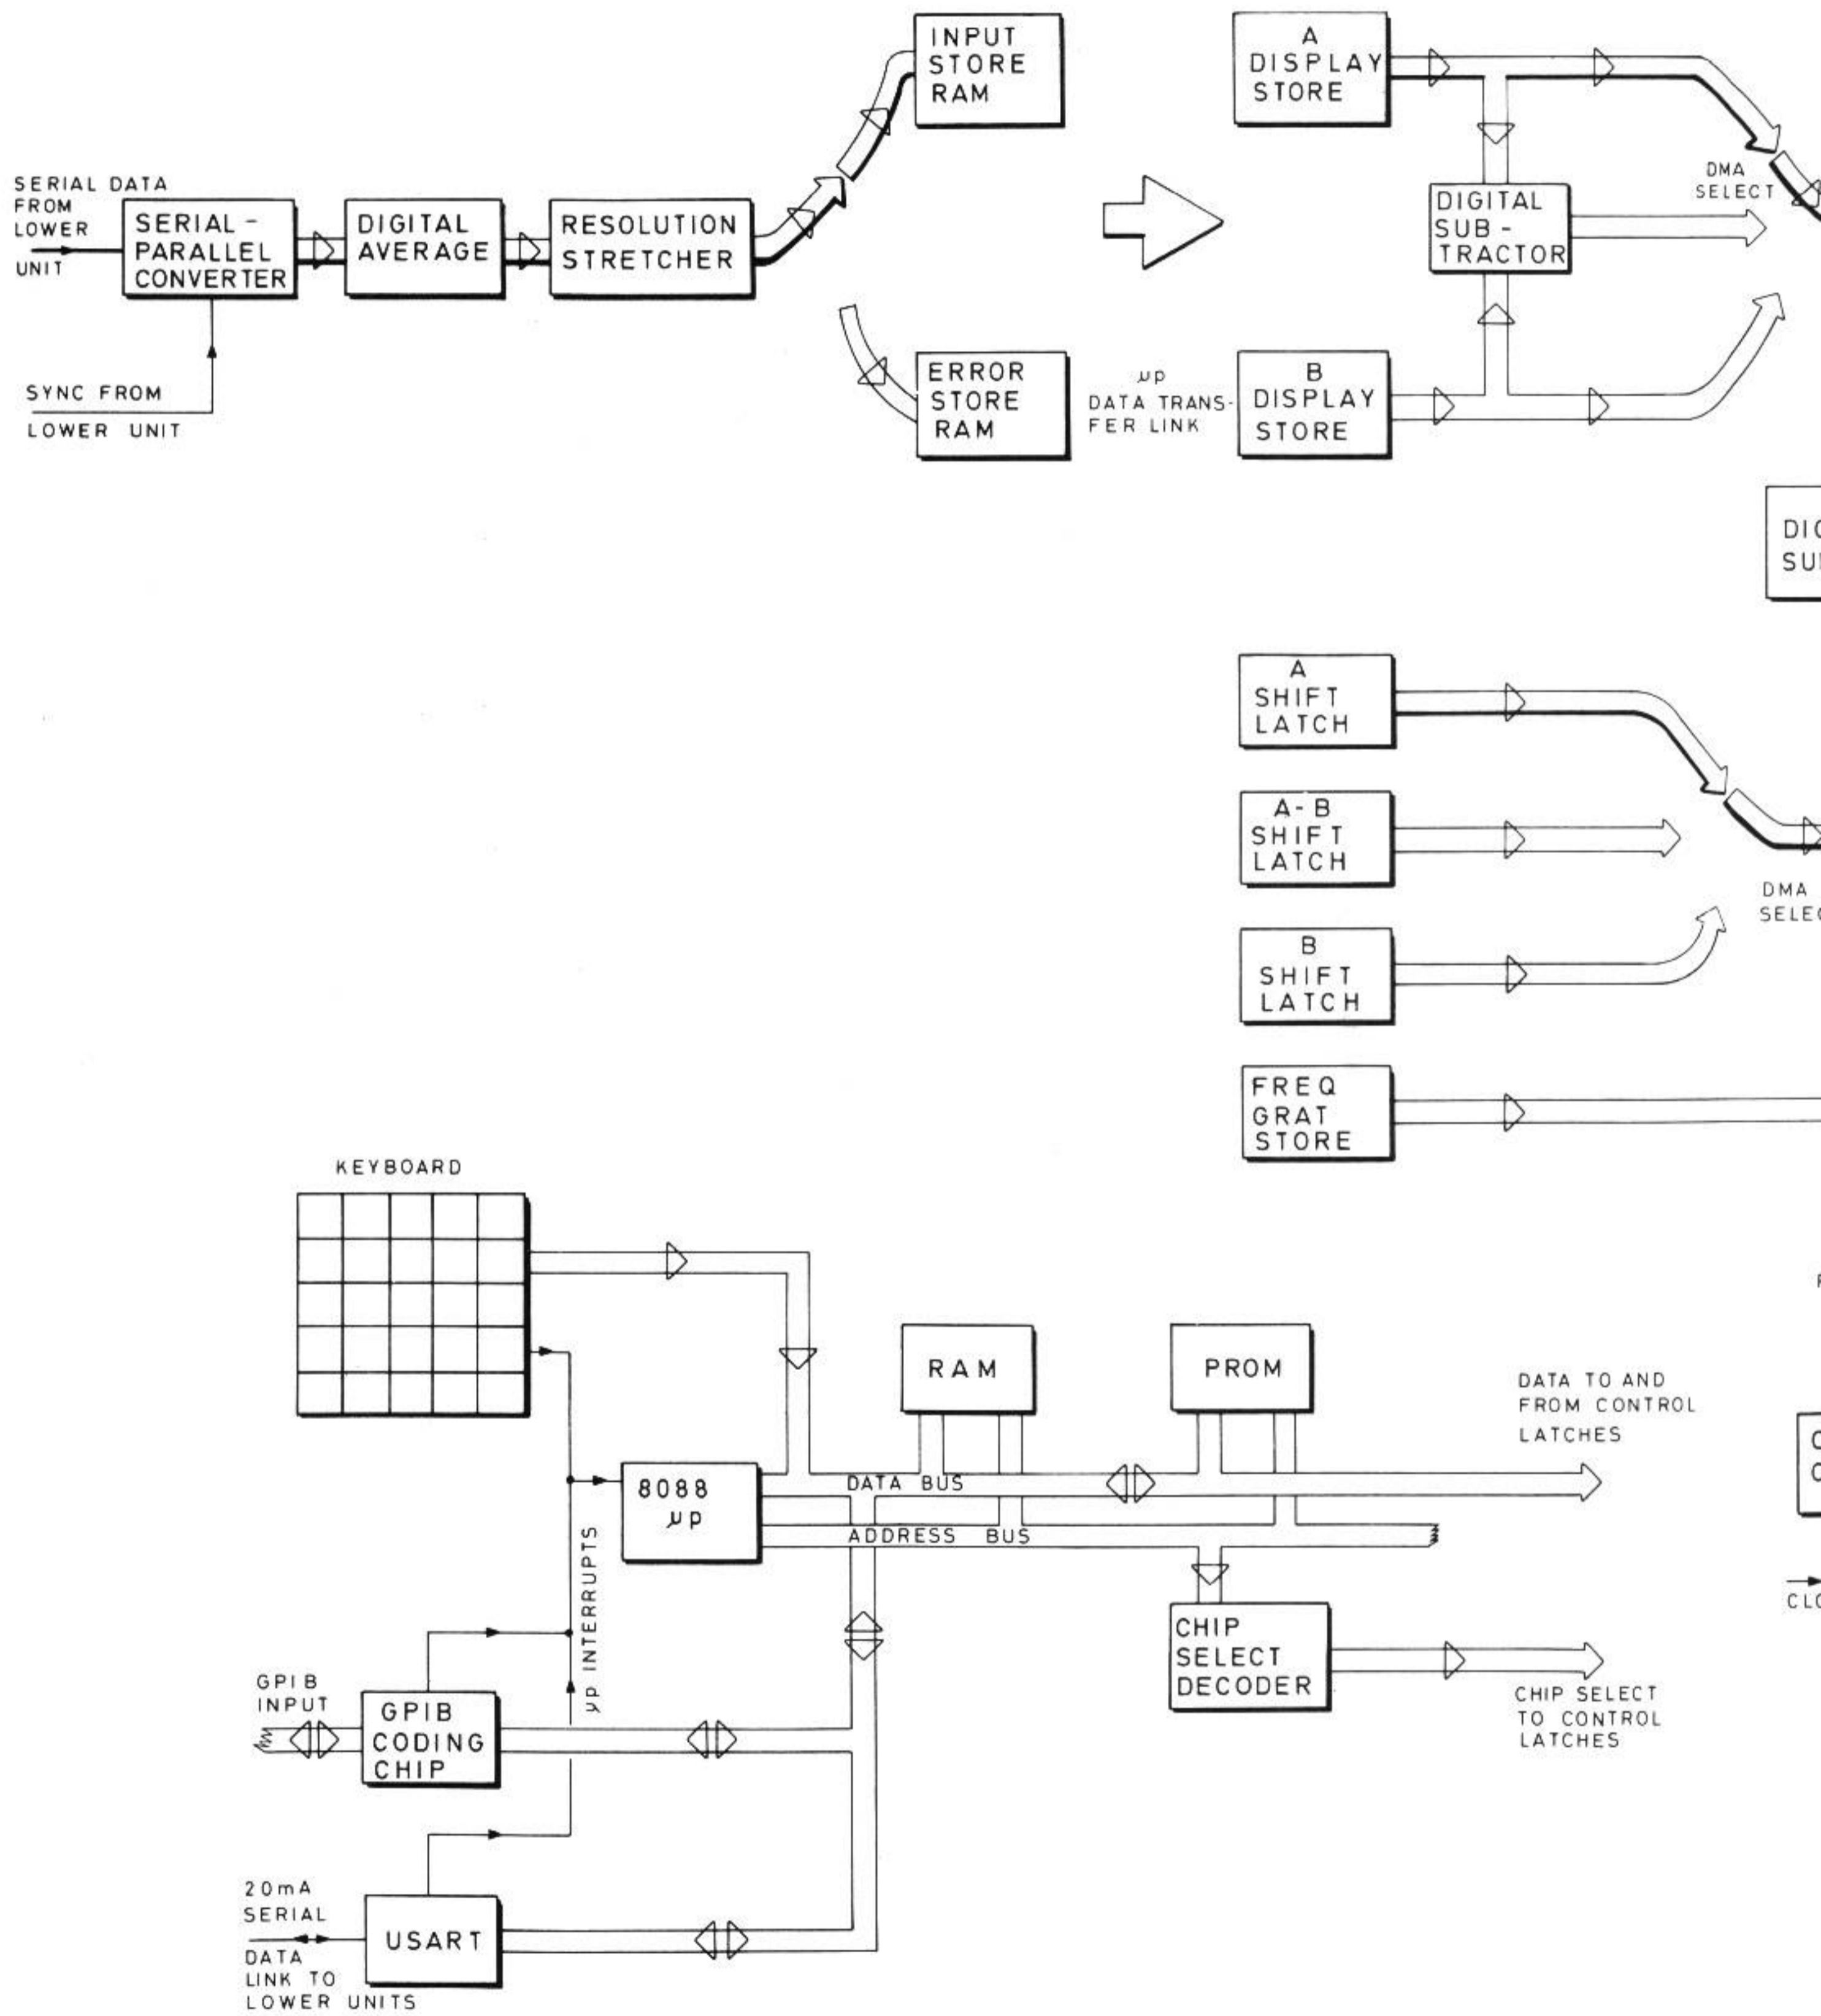 INPUT
STORE
RAM
A
DISPLAY
STORE
SERIAL DATA
FROM
LOWER
UNIT
SERIAL-
PARALLEL
CONVERTER
DIGITAL
AVERAGE
RESOLUTION
STRETCHER
DMA
SELECT
DIGITAL
SUB-
TRACTOR
SYNC FROM
LOWER UNIT
ERROR
STORE
RAM
μp
DATA TRANS-
FER LINK
B
DISPLAY
STORE
A
SHIFT
LATCH
A-B
SHIFT
LATCH
DMA
B
SHIFT
LATCH
FREQ
GRAT
STORE
KEYBOARD
RAM
PROM
DATA TO AND
FROM CONTROL
LATCHES
8088
μp
DATA BUS
ADDRESS BUS
μp INTERRUPTS
CHIP
SELECT
DECODER
CHIP SELECT
TO CONTROL
LATCHES
GPIB
INPUT
GPIB
CODING
CHIP
20mA
SERIAL
DATA
LINK TO
LOWER UNITS
USART